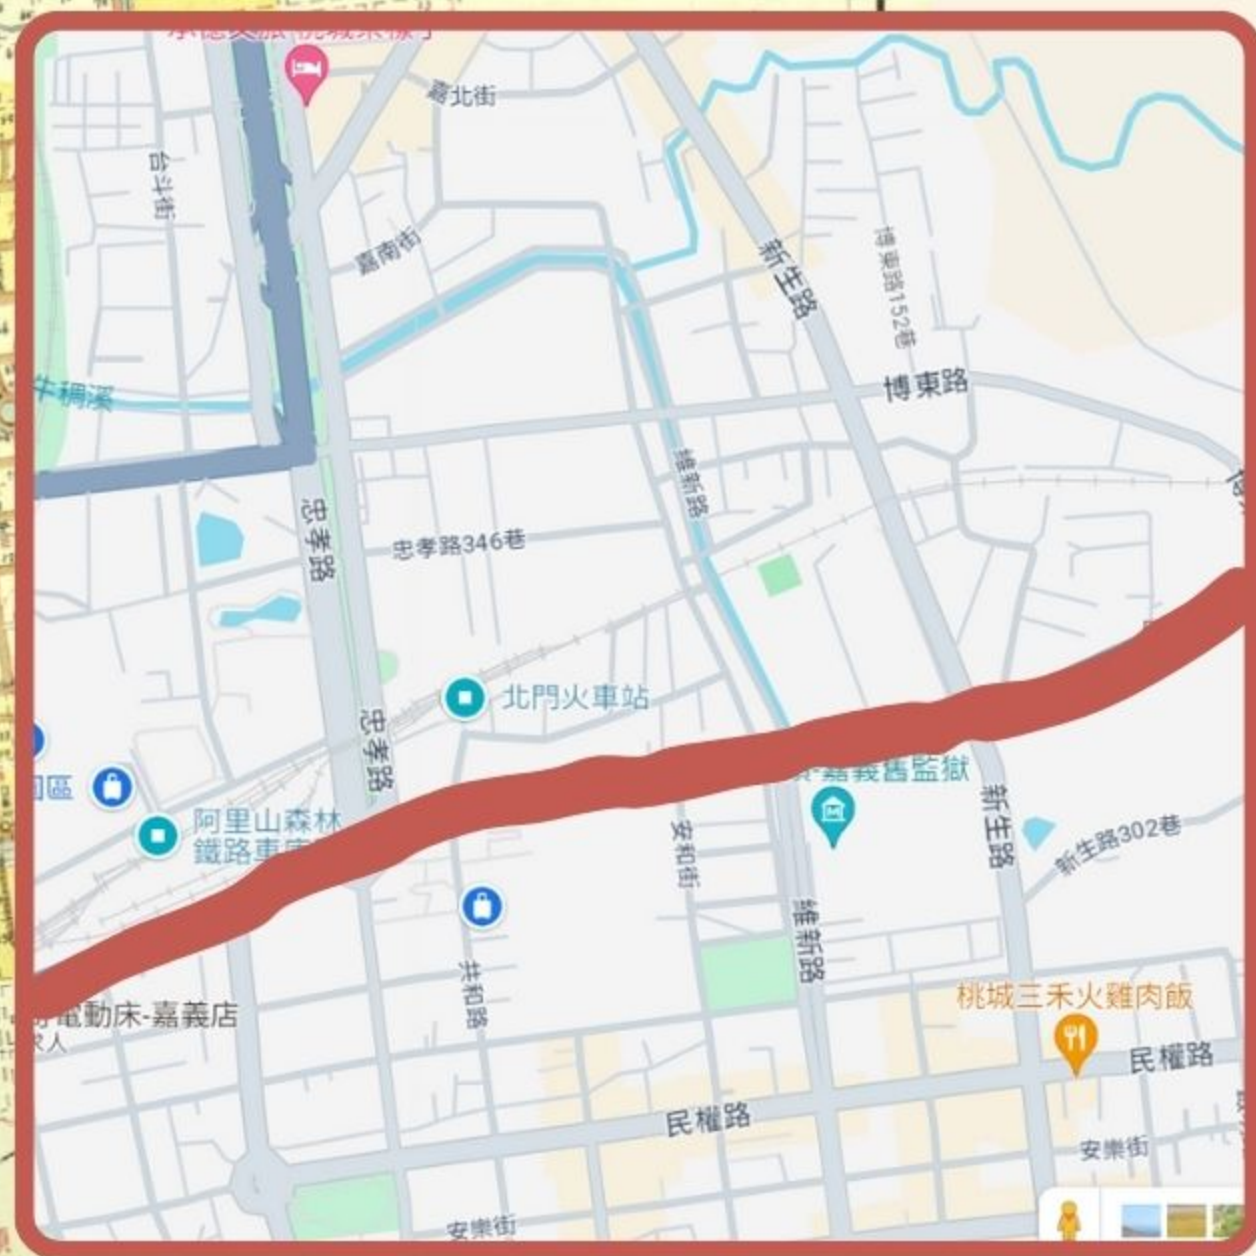 嘉北街
台斗街
嘉南街
新生路
博東路152巷
牛稠溪
博東路
維新路
忠孝路
忠孝路346巷
北門火車站
忠孝路
阿里山森林
鐵路車庫
嘉義舊監獄
新生路
新生路302巷
安和街
維新路
共和路
電動床-嘉義店
桃城三禾火雞肉飯
民權路
民權路
安樂街
安樂街